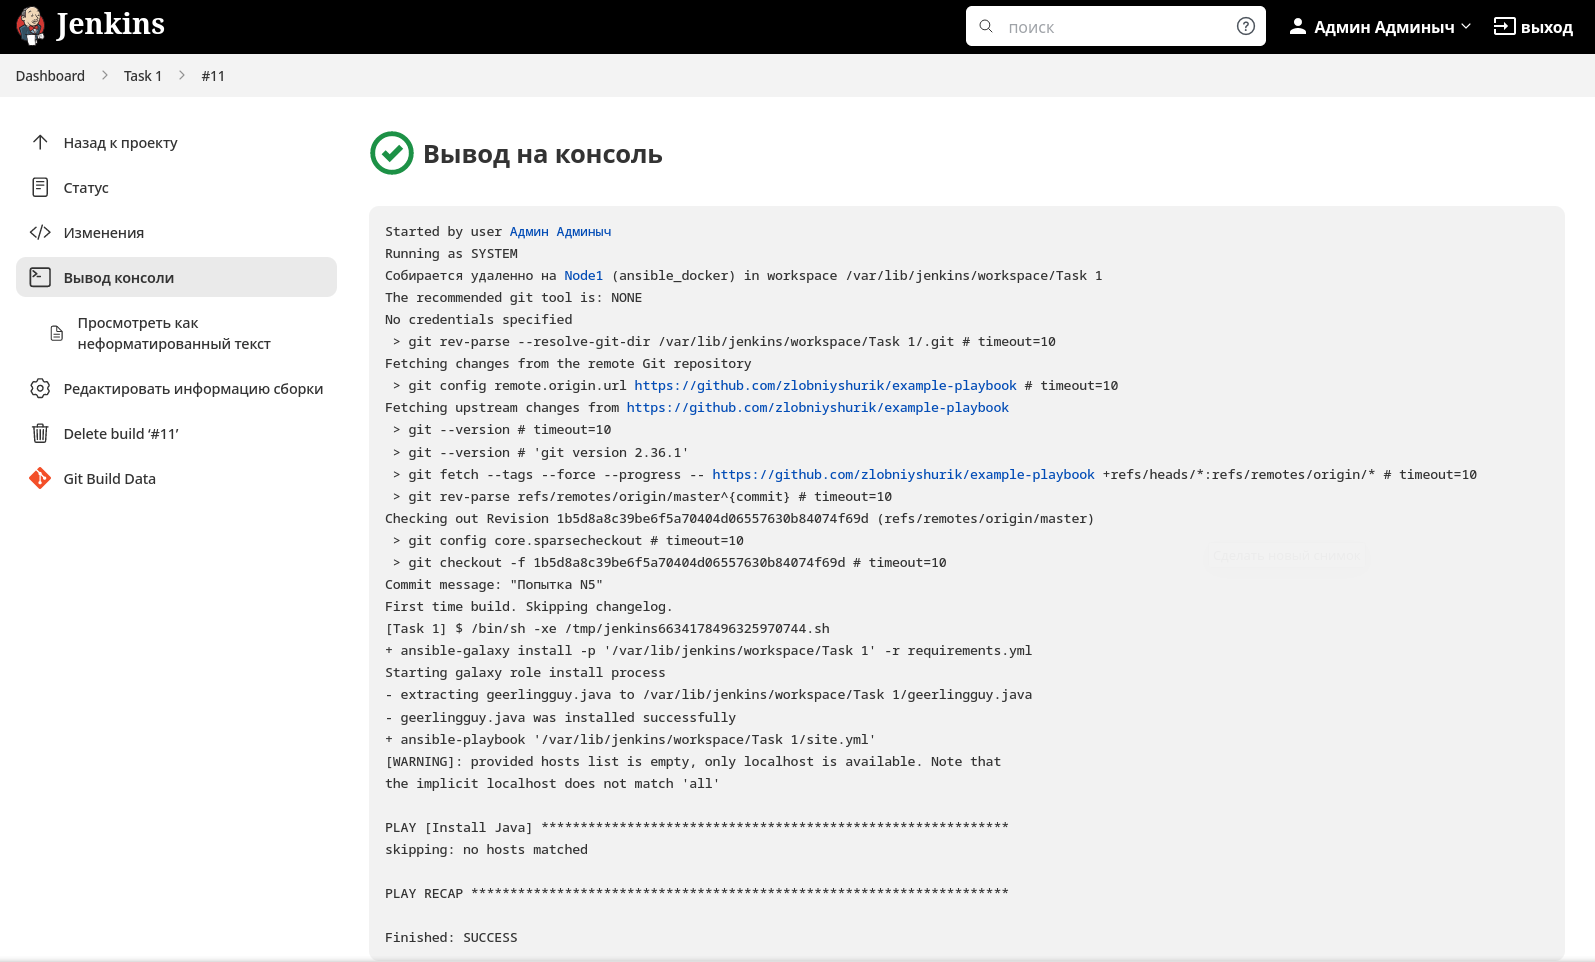 Jenkins
поиск
Админ Админыч
выход
Dashboard
Task 1
#11
Назад к проекту
Статус
Изменения
Вывод консоли
Просмотреть как
неформатированный текст
Редактировать информацию сборки
Delete build ‘#11’
Git Build Data
Вывод на консоль
Started by user Админ Админыч
Running as SYSTEM
Собирается удаленно на Node1 (ansible_docker) in workspace /var/lib/jenkins/workspace/Task 1
The recommended git tool is: NONE
No credentials specified
 > git rev-parse --resolve-git-dir /var/lib/jenkins/workspace/Task 1/.git # timeout=10
Fetching changes from the remote Git repository
 > git config remote.origin.url https://github.com/zlobniyshurik/example-playbook # timeout=10
Fetching upstream changes from https://github.com/zlobniyshurik/example-playbook
 > git --version # timeout=10
 > git --version # 'git version 2.36.1'
 > git fetch --tags --force --progress -- https://github.com/zlobniyshurik/example-playbook +refs/heads/*:refs/remotes/origin/* # timeout=10
 > git rev-parse refs/remotes/origin/master^{commit} # timeout=10
Checking out Revision 1b5d8a8c39be6f5a70404d06557630b84074f69d (refs/remotes/origin/master)
 > git config core.sparsecheckout # timeout=10
 > git checkout -f 1b5d8a8c39be6f5a70404d06557630b84074f69d # timeout=10
Сделать новый снимок
Commit message: "Попытка N5"
First time build. Skipping changelog.
[Task 1] $ /bin/sh -xe /tmp/jenkins6634178496325970744.sh
+ ansible-galaxy install -p '/var/lib/jenkins/workspace/Task 1' -r requirements.yml
Starting galaxy role install process
- extracting geerlingguy.java to /var/lib/jenkins/workspace/Task 1/geerlingguy.java
- geerlingguy.java was installed successfully
+ ansible-playbook '/var/lib/jenkins/workspace/Task 1/site.yml'
[WARNING]: provided hosts list is empty, only localhost is available. Note that
the implicit localhost does not match 'all'
PLAY [Install Java] ************************************************************
skipping: no hosts matched
PLAY RECAP *********************************************************************
Finished: SUCCESS